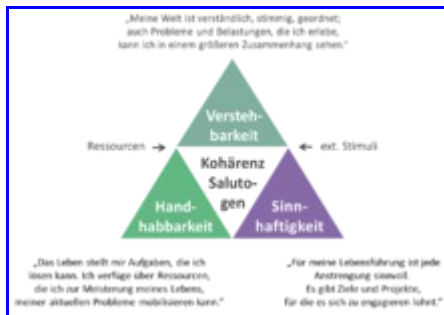 „Meine Welt ist verständlich, stimmig, geordnet;
auch Probleme und Belastungen, die ich erlebe,
kann ich in einem größeren Zusammenhang sehen.“
Versteh-
barkeit
Ressourcen
ext. Stimuli
Kohärenz
Saluto-
gen
Hand-
habbarkeit
Sinn-
haftigkeit
„Das Leben stellt mir Aufgaben, die ich
lösen kann. Ich verfüge über Ressourcen,
die ich zur Meisterung meines Lebens,
meiner aktuellen Probleme mobilisieren kann.“
„Für meine Lebensführung ist jede
Anstrengung sinnvoll.
Es gibt Ziele und Projekte,
für die es sich zu engagieren lohnt.“